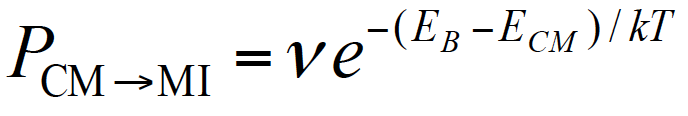 P_{CM→MI} = νe^{−(E_B−E_{CM})/kT}